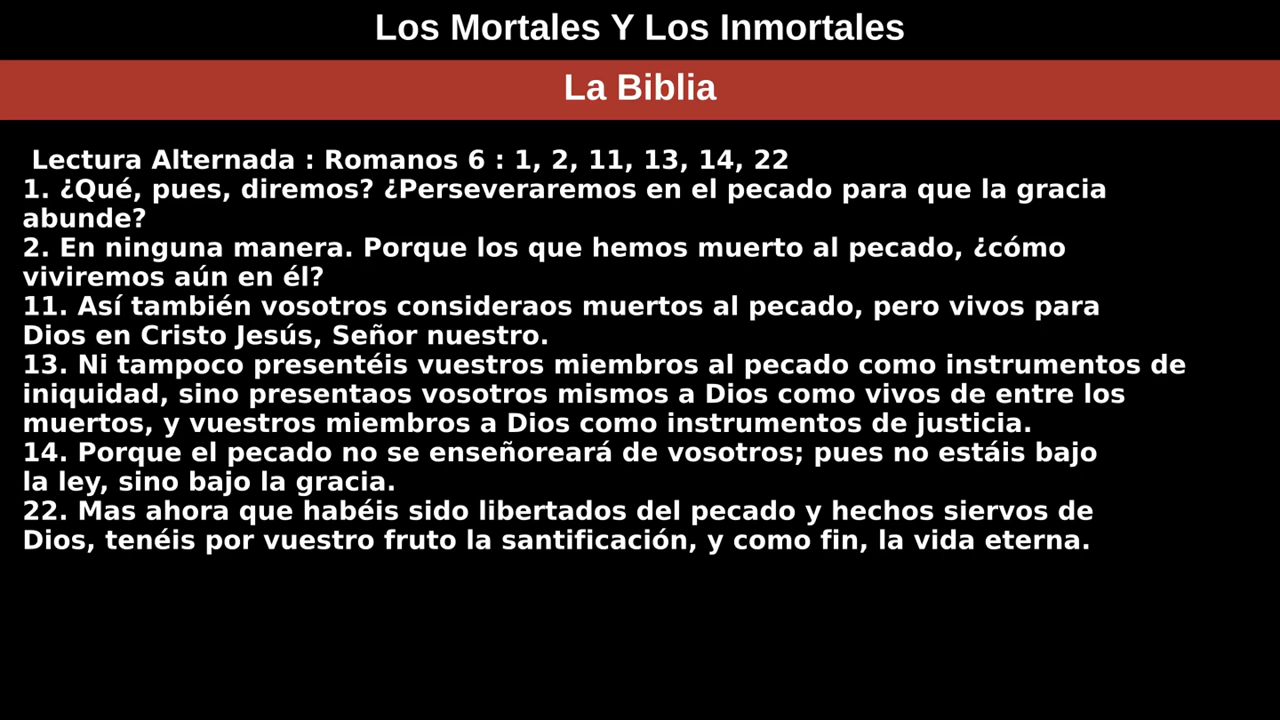 Los Mortales Y Los Inmortales
La Biblia
Lectura Alternada : Romanos 6 : 1, 2, 11, 13, 14, 22
1. ¿Qué, pues, diremos? ¿Perseveraremos en el pecado para que la gracia
abunde?
2. En ninguna manera. Porque los que hemos muerto al pecado, ¿cómo
viviremos aún en él?
11. Así también vosotros consideraos muertos al pecado, pero vivos para
Dios en Cristo Jesús, Señor nuestro.
13. Ni tampoco presentéis vuestros miembros al pecado como instrumentos de
iniquidad, sino presentaos vosotros mismos a Dios como vivos de entre los
muertos, y vuestros miembros a Dios como instrumentos de justicia.
14. Porque el pecado no se enseñoreará de vosotros; pues no estáis bajo
la ley, sino bajo la gracia.
22. Mas ahora que habéis sido libertados del pecado y hechos siervos de
Dios, tenéis por vuestro fruto la santificación, y como fin, la vida eterna.